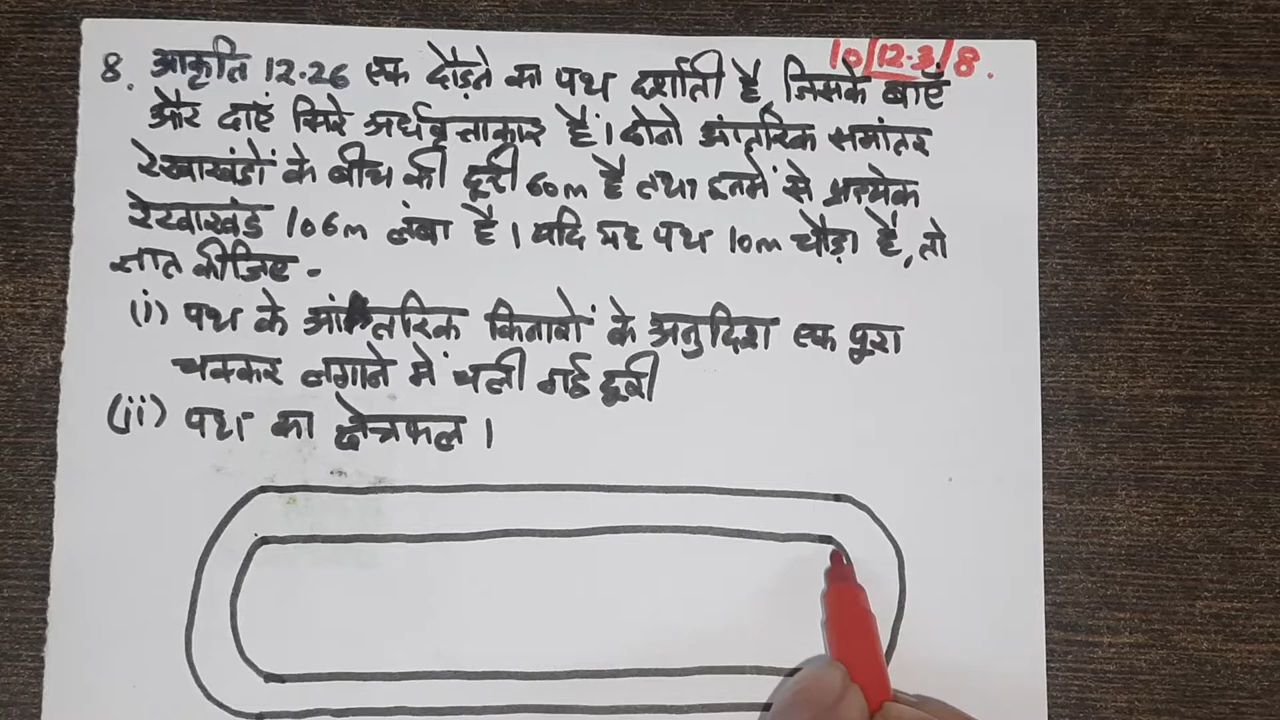 10/12.3/8.
8. आकृति 12.26 एक दौड़ने का पथ दर्शाती है, जिसके बाएँ
और दाएं सिरे अर्धवृत्ताकार हैं। दोनो आंतरिक समांतर
रेखाखंडों के बीच की दूरी 60m है तथा इनमें से प्रत्येक
रेखाखंड 106m लंबा है। यदि यह पथ 10m चौड़ा है, तो
ज्ञात कीजिए -
(i) पथ के आंतरिक किनारों के अनुदिश एक पुरा
चक्कर लगाने में चली गई दूरी
(ii) पथ का क्षेत्रफल।